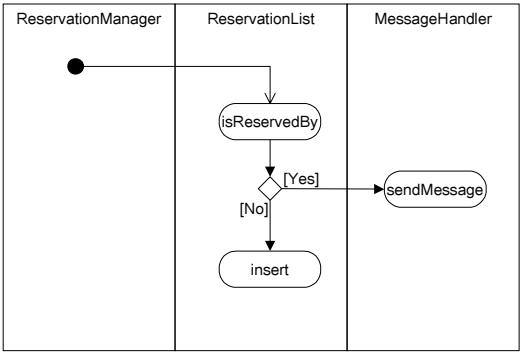 ReservationManager
ReservationList
MessageHandler
isReservedBy
[Yes]
sendMessage
[No]
insert